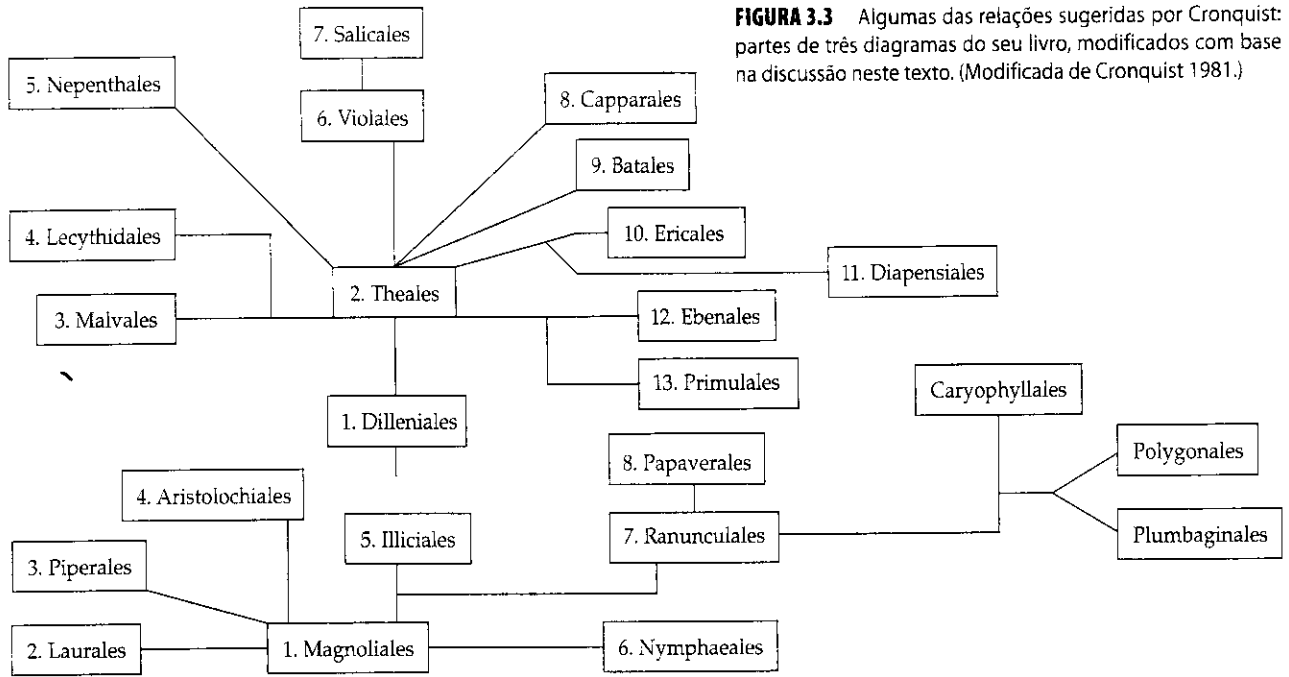 FIGURA 3.3 Algumas das relações sugeridas por Cronquist:
partes de três diagramas do seu livro, modificados com base
na discussão neste texto. (Modificada de Cronquist 1981.)
7. Salicales
5. Nepenthales
6. Violales
8. Capparales
9. Batales
4. Lecythidales
10. Ericales
11. Diapensiales
2. Theales
3. Malvales
12. Ebenales
13. Primulales
Caryophyllales
1. Dilleniales
Polygonales
8. Papaverales
4. Aristolochiales
5. Illiciales
7. Ranunculales
Plumbaginales
3. Piperales
2. Laurales
1. Magnoliales
6. Nymphaeales